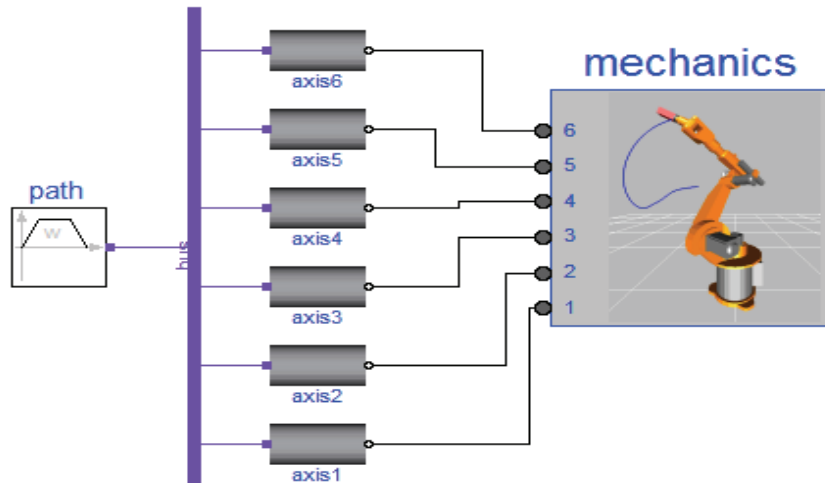 mechanics
axis6
6
axis5
5
path
w
axis4
4
bus
3
axis3
2
axis2
1
axis1